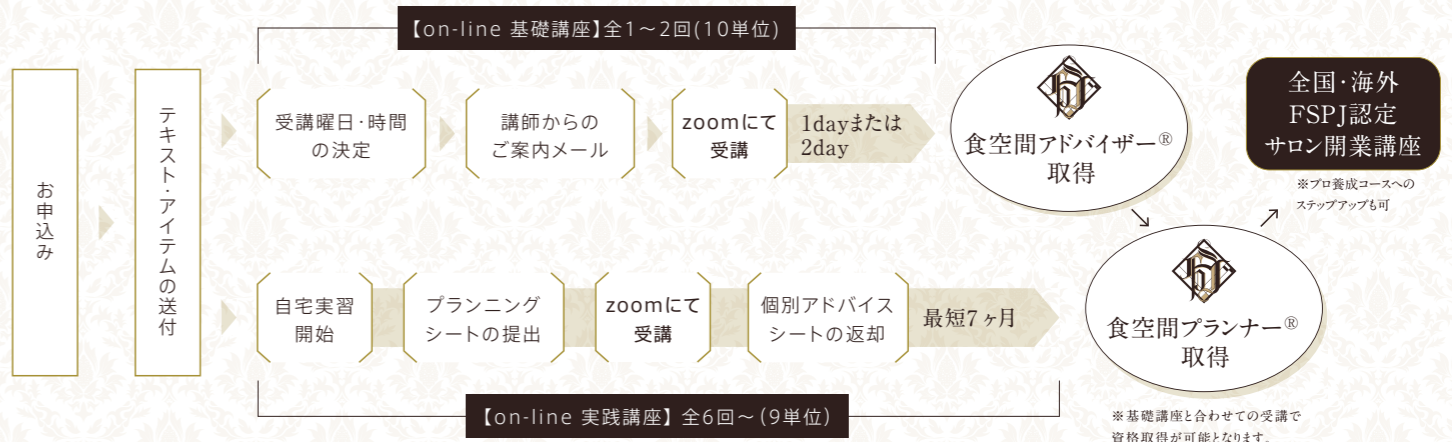 【on-line 基礎講座】全1～2回(10単位)
お申込み
テキスト・アイテムの送付
受講曜日・時間
の決定
講師からの
ご案内メール
zoomにて
受講
1dayまたは
2day
食空間アドバイザー®
取得
全国・海外
FSPJ認定
サロン開業講座
※プロ養成コースへの
ステップアップも可
自宅実習
開始
プランニング
シートの提出
zoomにて
受講
個別アドバイス
シートの返却
最短7ヶ月
食空間プランナー®
取得
【on-line 実践講座】全6回～(9単位)
※基礎講座と合わせての受講で
資格取得が可能となります。